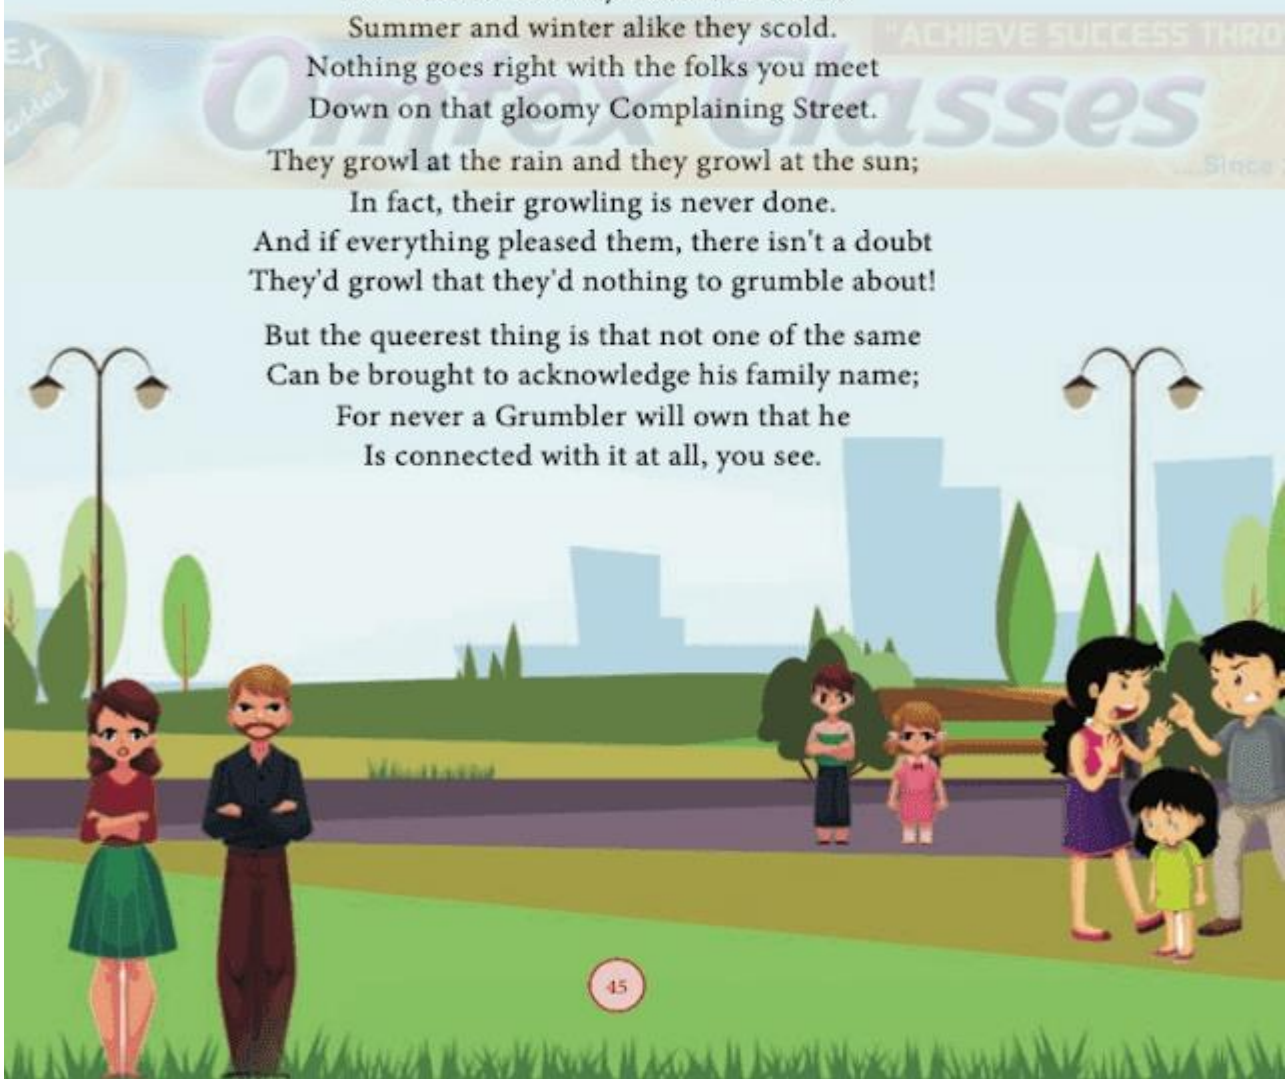 Summer and winter alike they scold.
Nothing goes right with the folks you meet
Down on that gloomy Complaining Street.
They growl at the rain and they growl at the sun;
In fact, their growling is never done.
And if everything pleased them, there isn't a doubt
They'd growl that they'd nothing to grumble about!
But the queerest thing is that not one of the same
Can be brought to acknowledge his family name;
For never a Grumbler will own that he
Is connected with it at all, you see.
"ACHIEVE SUCCESS THRO
EX
Omtex Classes
...Since
45